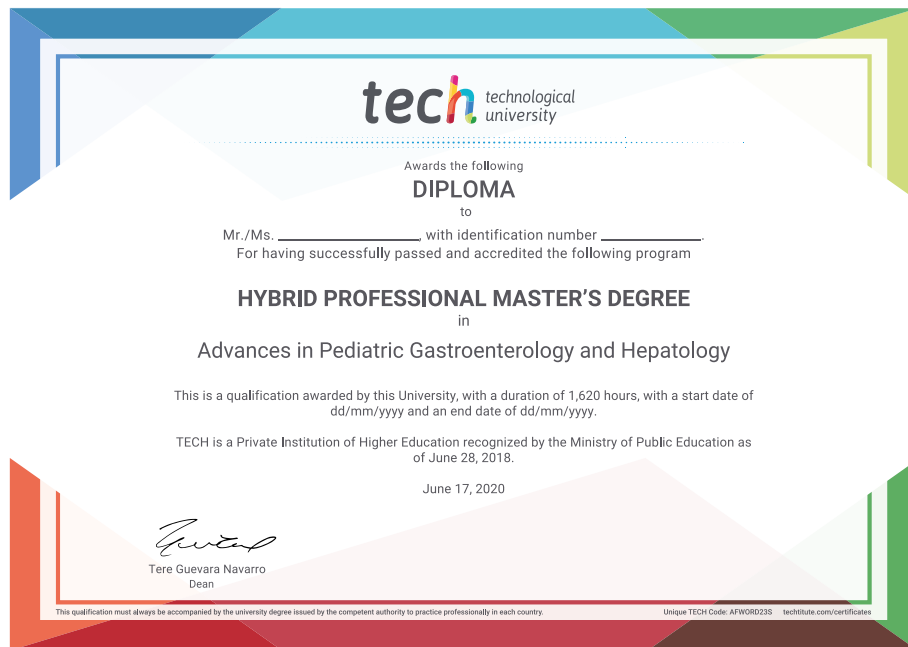 tech technological
university
Awards the following
DIPLOMA
to
Mr./Ms. ____________________, with identification number ______________.
For having successfully passed and accredited the following program
HYBRID PROFESSIONAL MASTER'S DEGREE
in
Advances in Pediatric Gastroenterology and Hepatology
This is a qualification awarded by this University, with a duration of 1,620 hours, with a start date of
dd/mm/yyyy and an end date of dd/mm/yyyy.
TECH is a Private Institution of Higher Education recognized by the Ministry of Public Education as
of June 28, 2018.
June 17, 2020
Tere Guevara Navarro
Dean
This qualification must always be accompanied by the university degree issued by the competent authority to practice professionally in each country.
Unique TECH Code: AFWORD23S techtitute.com/certificates